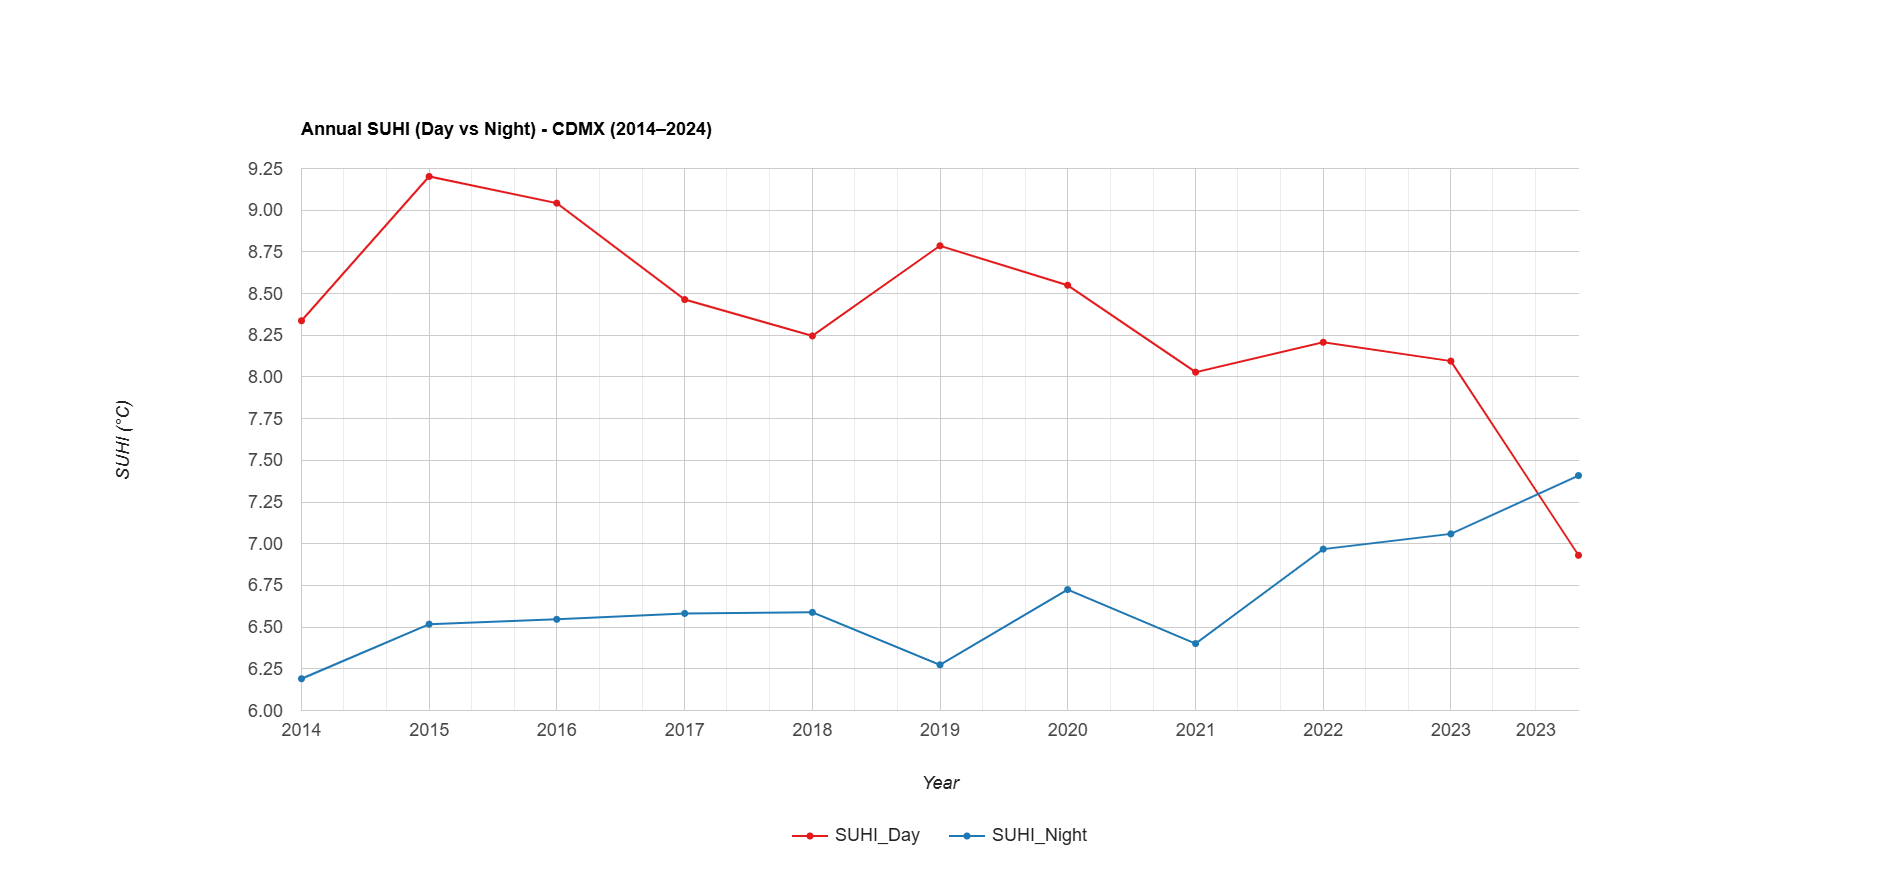 Annual SUHI (Day vs Night) - CDMX (2014–2024)
9.25
9.00
8.75
8.50
8.25
8.00
7.75
7.50
7.25
7.00
6.75
6.50
6.25
6.00
SUHI (°C)
2014 2015 2016 2017 2018 2019 2020 2021 2022 2023 2023
Year
SUHI_Day SUHI_Night